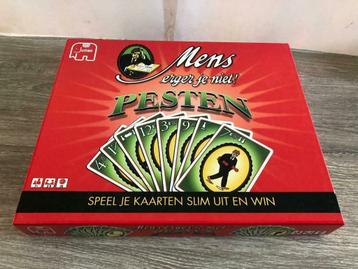 Jumbo
Mens
erger je niet!
PESTEN
SPEEL JE KAARTEN SLIM UIT EN WIN